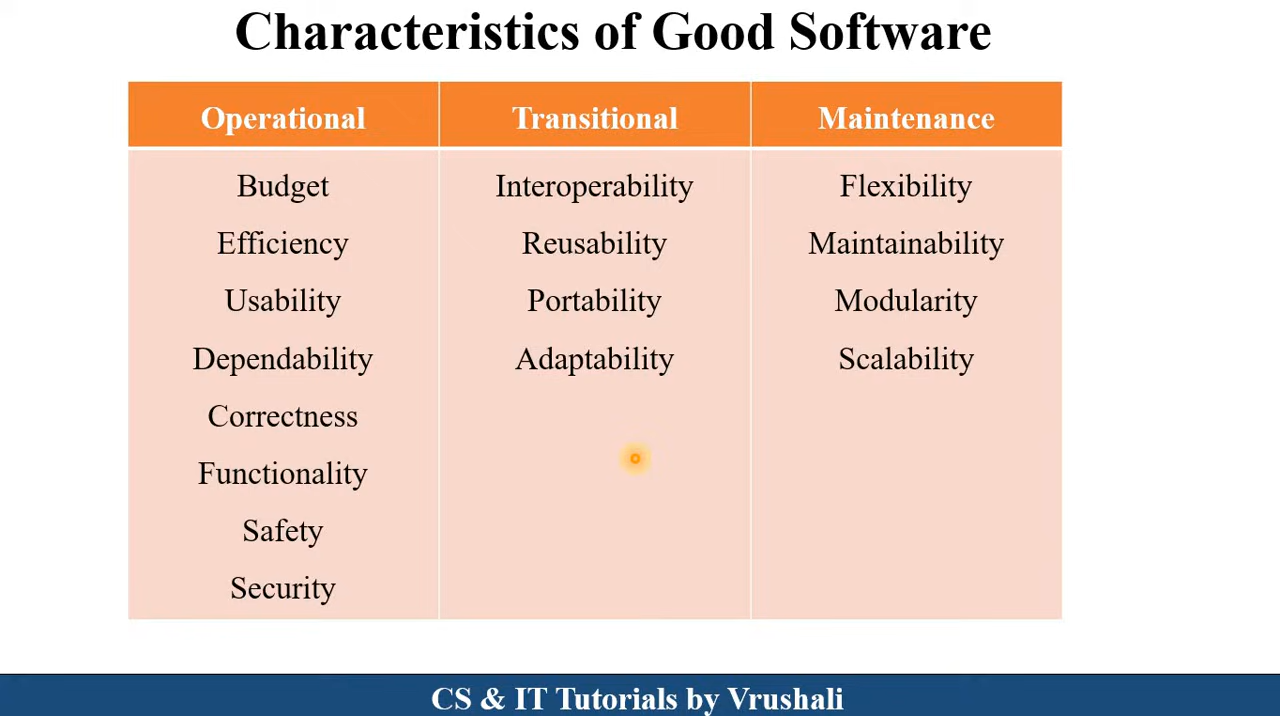 Characteristics of Good Software
Operational Transitional Maintenance
Budget Interoperability Flexibility
Efficiency Reusability Maintainability
Usability Portability Modularity
Dependability Adaptability Scalability
Correctness
Functionality
Safety
Security
CS & IT Tutorials by Vrushali